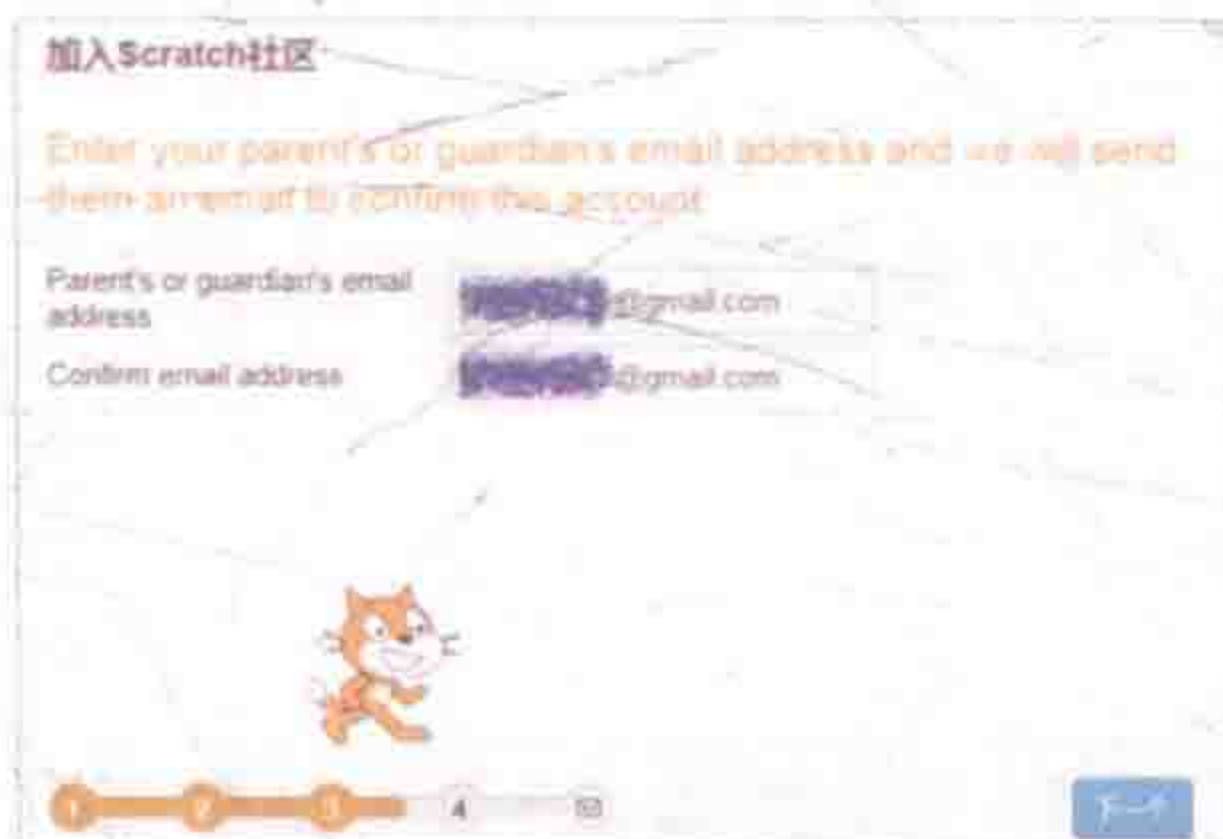 加入Scratch社区
Enter your parent's or guardian's email address and we will send
them an email to confirm this account
Parent's or guardian's email
address
@gmail.com
Confirm email address
@gmail.com
1 2 3 4
下一个